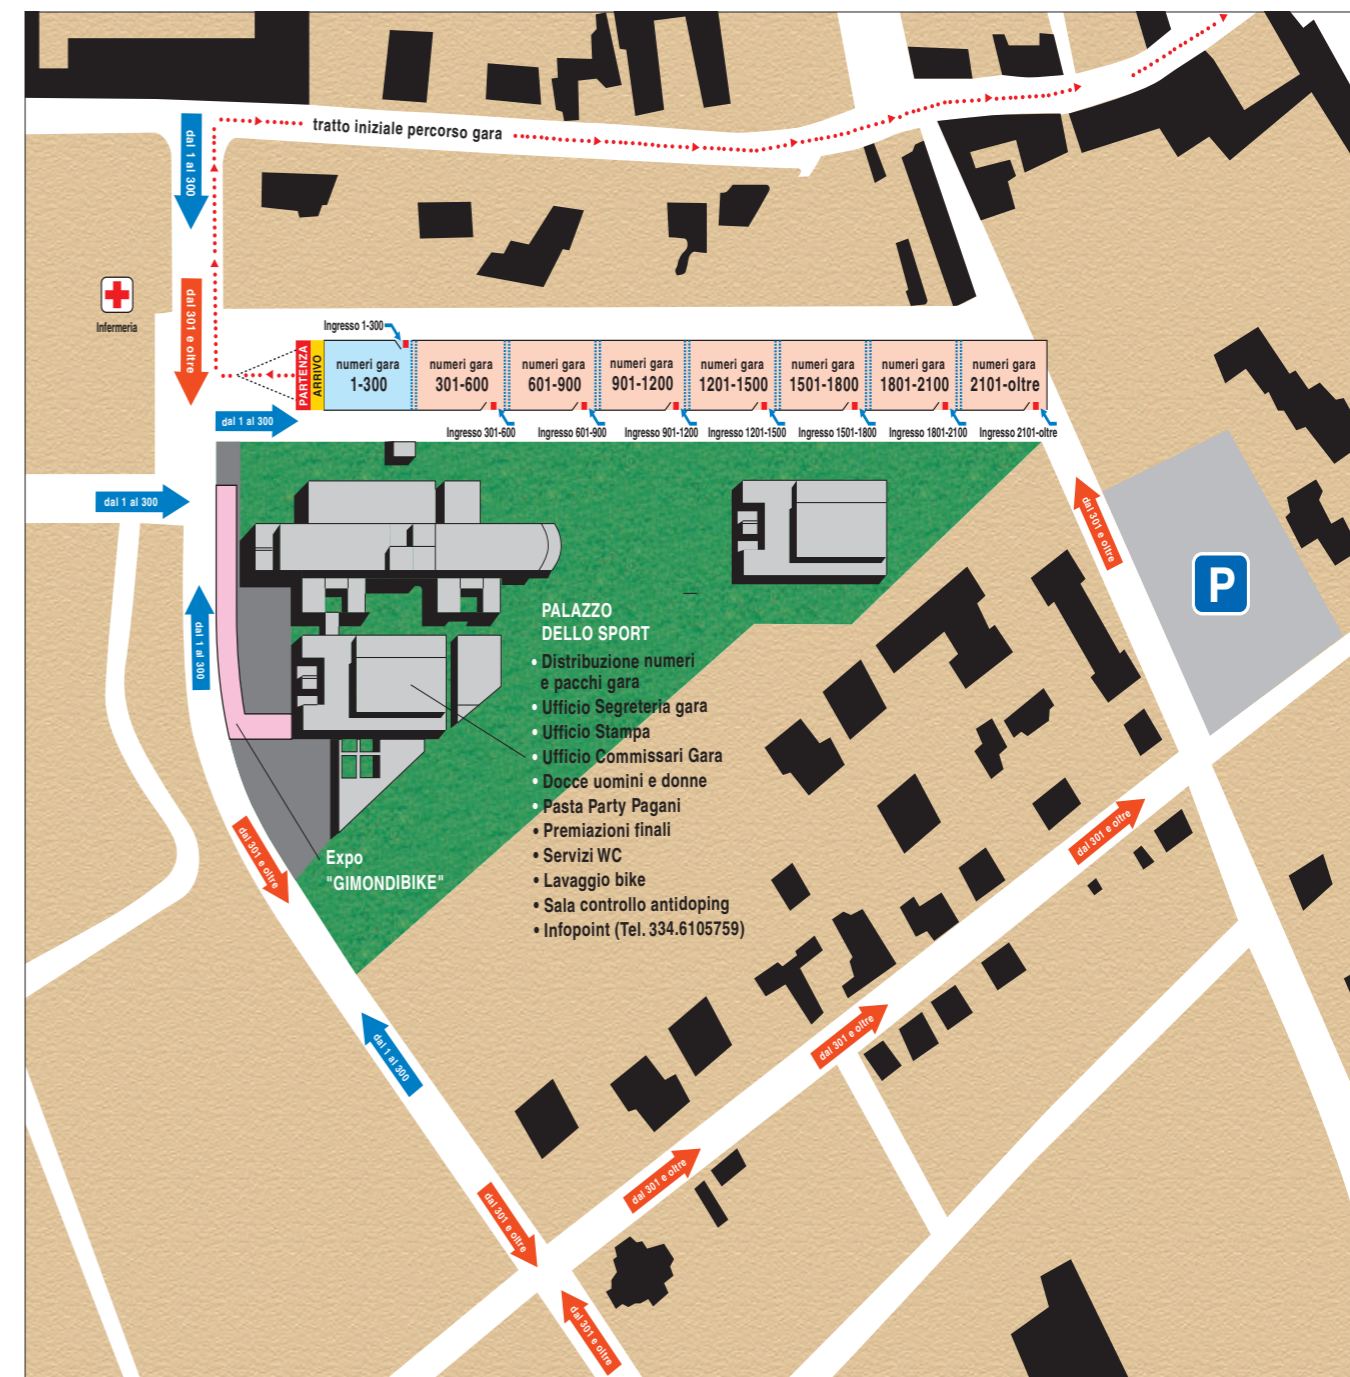 tratto iniziale percorso gara
dal 1 al 300
dal 301 e oltre
Infermeria
Ingresso 1-300
PARTENZA
ARRIVO
numeri gara
1-300
numeri gara
301-600
numeri gara
601-900
numeri gara
901-1200
numeri gara
1201-1500
numeri gara
1501-1800
numeri gara
1801-2100
numeri gara
2101-oltre
dal 1 al 300
Ingresso 301-600
Ingresso 601-900
Ingresso 901-1200
Ingresso 1201-1500
Ingresso 1501-1800
Ingresso 1801-2100
Ingresso 2101-oltre
dal 1 al 300
dal 301 e oltre
P
dal 1 al 300
PALAZZO
DELLO SPORT
• Distribuzione numeri
e pacchi gara
• Ufficio Segreteria gara
• Ufficio Stampa
• Ufficio Commissari Gara
• Docce uomini e donne
• Pasta Party Pagani
• Premiazioni finali
• Servizi WC
• Lavaggio bike
• Sala controllo antidoping
• Infopoint (Tel. 334.6105759)
Expo
"GIMONDIBIKE"
dal 301 e oltre
dal 301 e oltre
dal 1 al 300
dal 301 e oltre
dal 301 e oltre
dal 301 e oltre
dal 301 e oltre